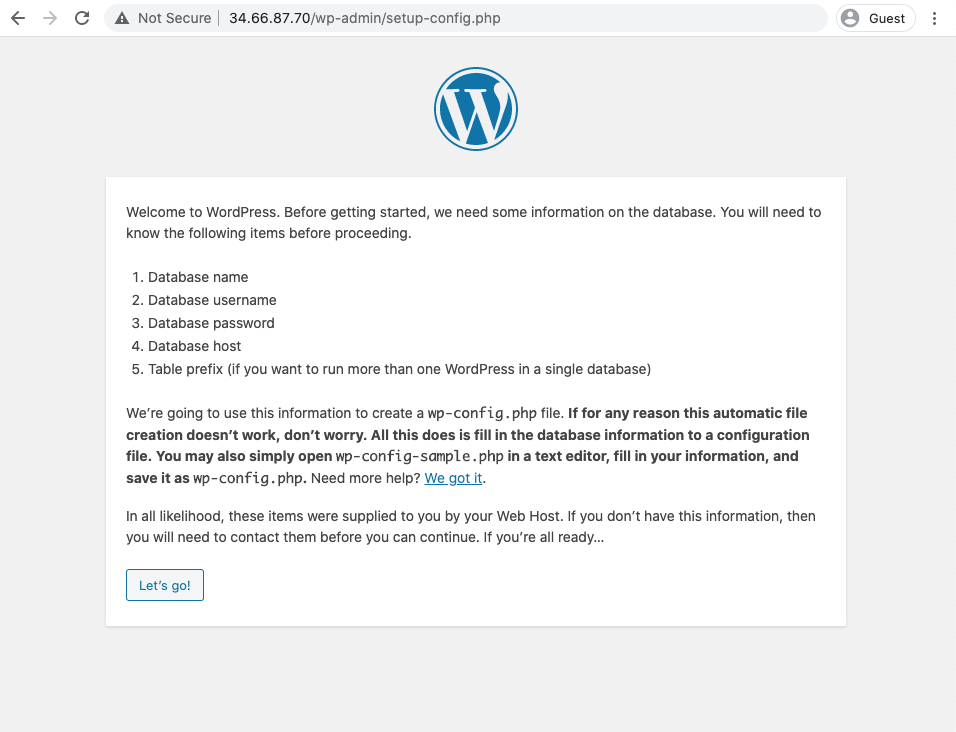 Not Secure 34.66.87.70/wp-admin/setup-config.php Guest
W
Welcome to WordPress. Before getting started, we need some information on the database. You will need to
know the following items before proceeding.
1. Database name
2. Database username
3. Database password
4. Database host
5. Table prefix (if you want to run more than one WordPress in a single database)
We’re going to use this information to create a wp-config.php file. If for any reason this automatic file
creation doesn’t work, don’t worry. All this does is fill in the database information to a configuration
file. You may also simply open wp-config-sample.php in a text editor, fill in your information, and
save it as wp-config.php. Need more help? We got it.
In all likelihood, these items were supplied to you by your Web Host. If you don’t have this information, then
you will need to contact them before you can continue. If you’re all ready…
Let’s go!